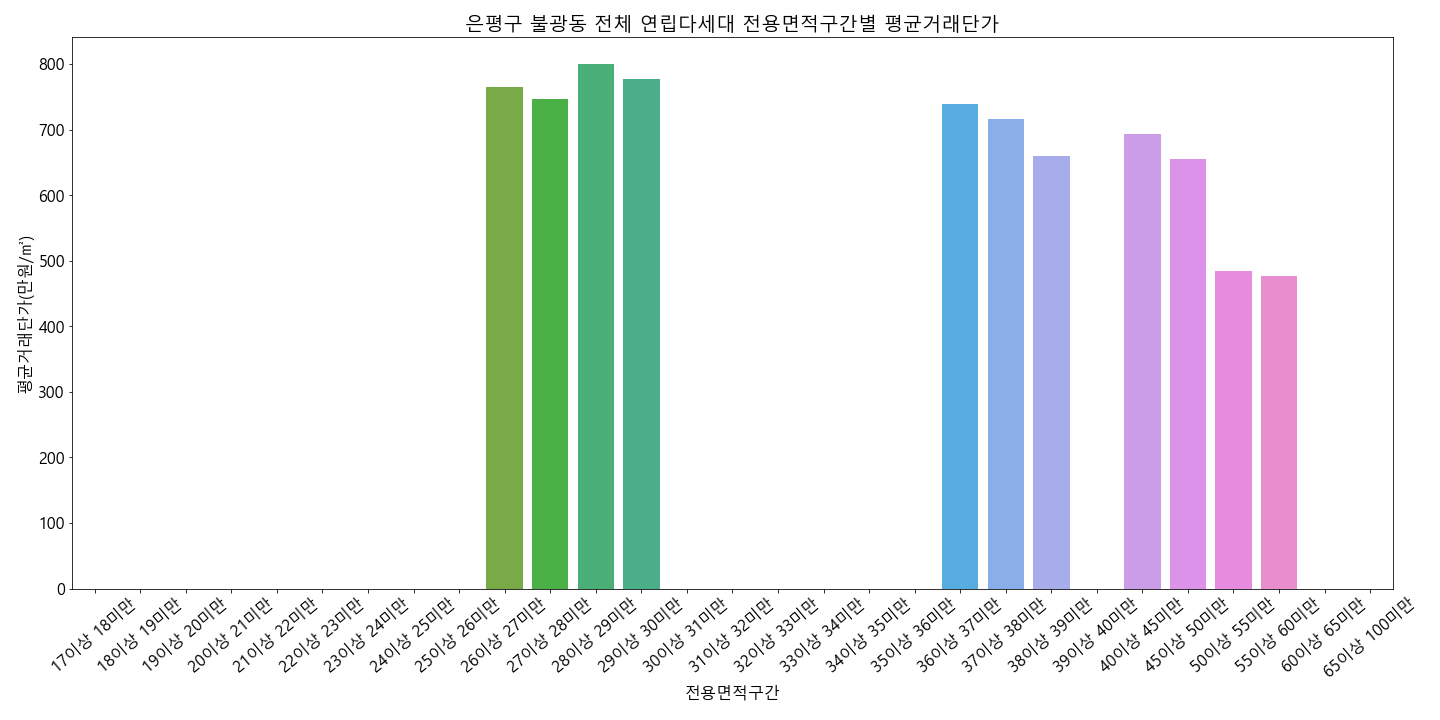 은평구 불광동 전체 연립다세대 전용면적구간별 평균거래단가
평균거래단가(만원/㎡)
800
700
600
500
400
300
200
100
0
17이상 18미만
18이상 19미만
19이상 20미만
20이상 21미만
21이상 22미만
22이상 23미만
23이상 24미만
24이상 25미만
25이상 26미만
26이상 27미만
27이상 28미만
28이상 29미만
29이상 30미만
30이상 31미만
31이상 32미만
32이상 33미만
33이상 34미만
34이상 35미만
35이상 36미만
36이상 37미만
37이상 38미만
38이상 39미만
39이상 40미만
40이상 45미만
45이상 50미만
50이상 55미만
55이상 60미만
60이상 65미만
65이상 100미만
전용면적구간